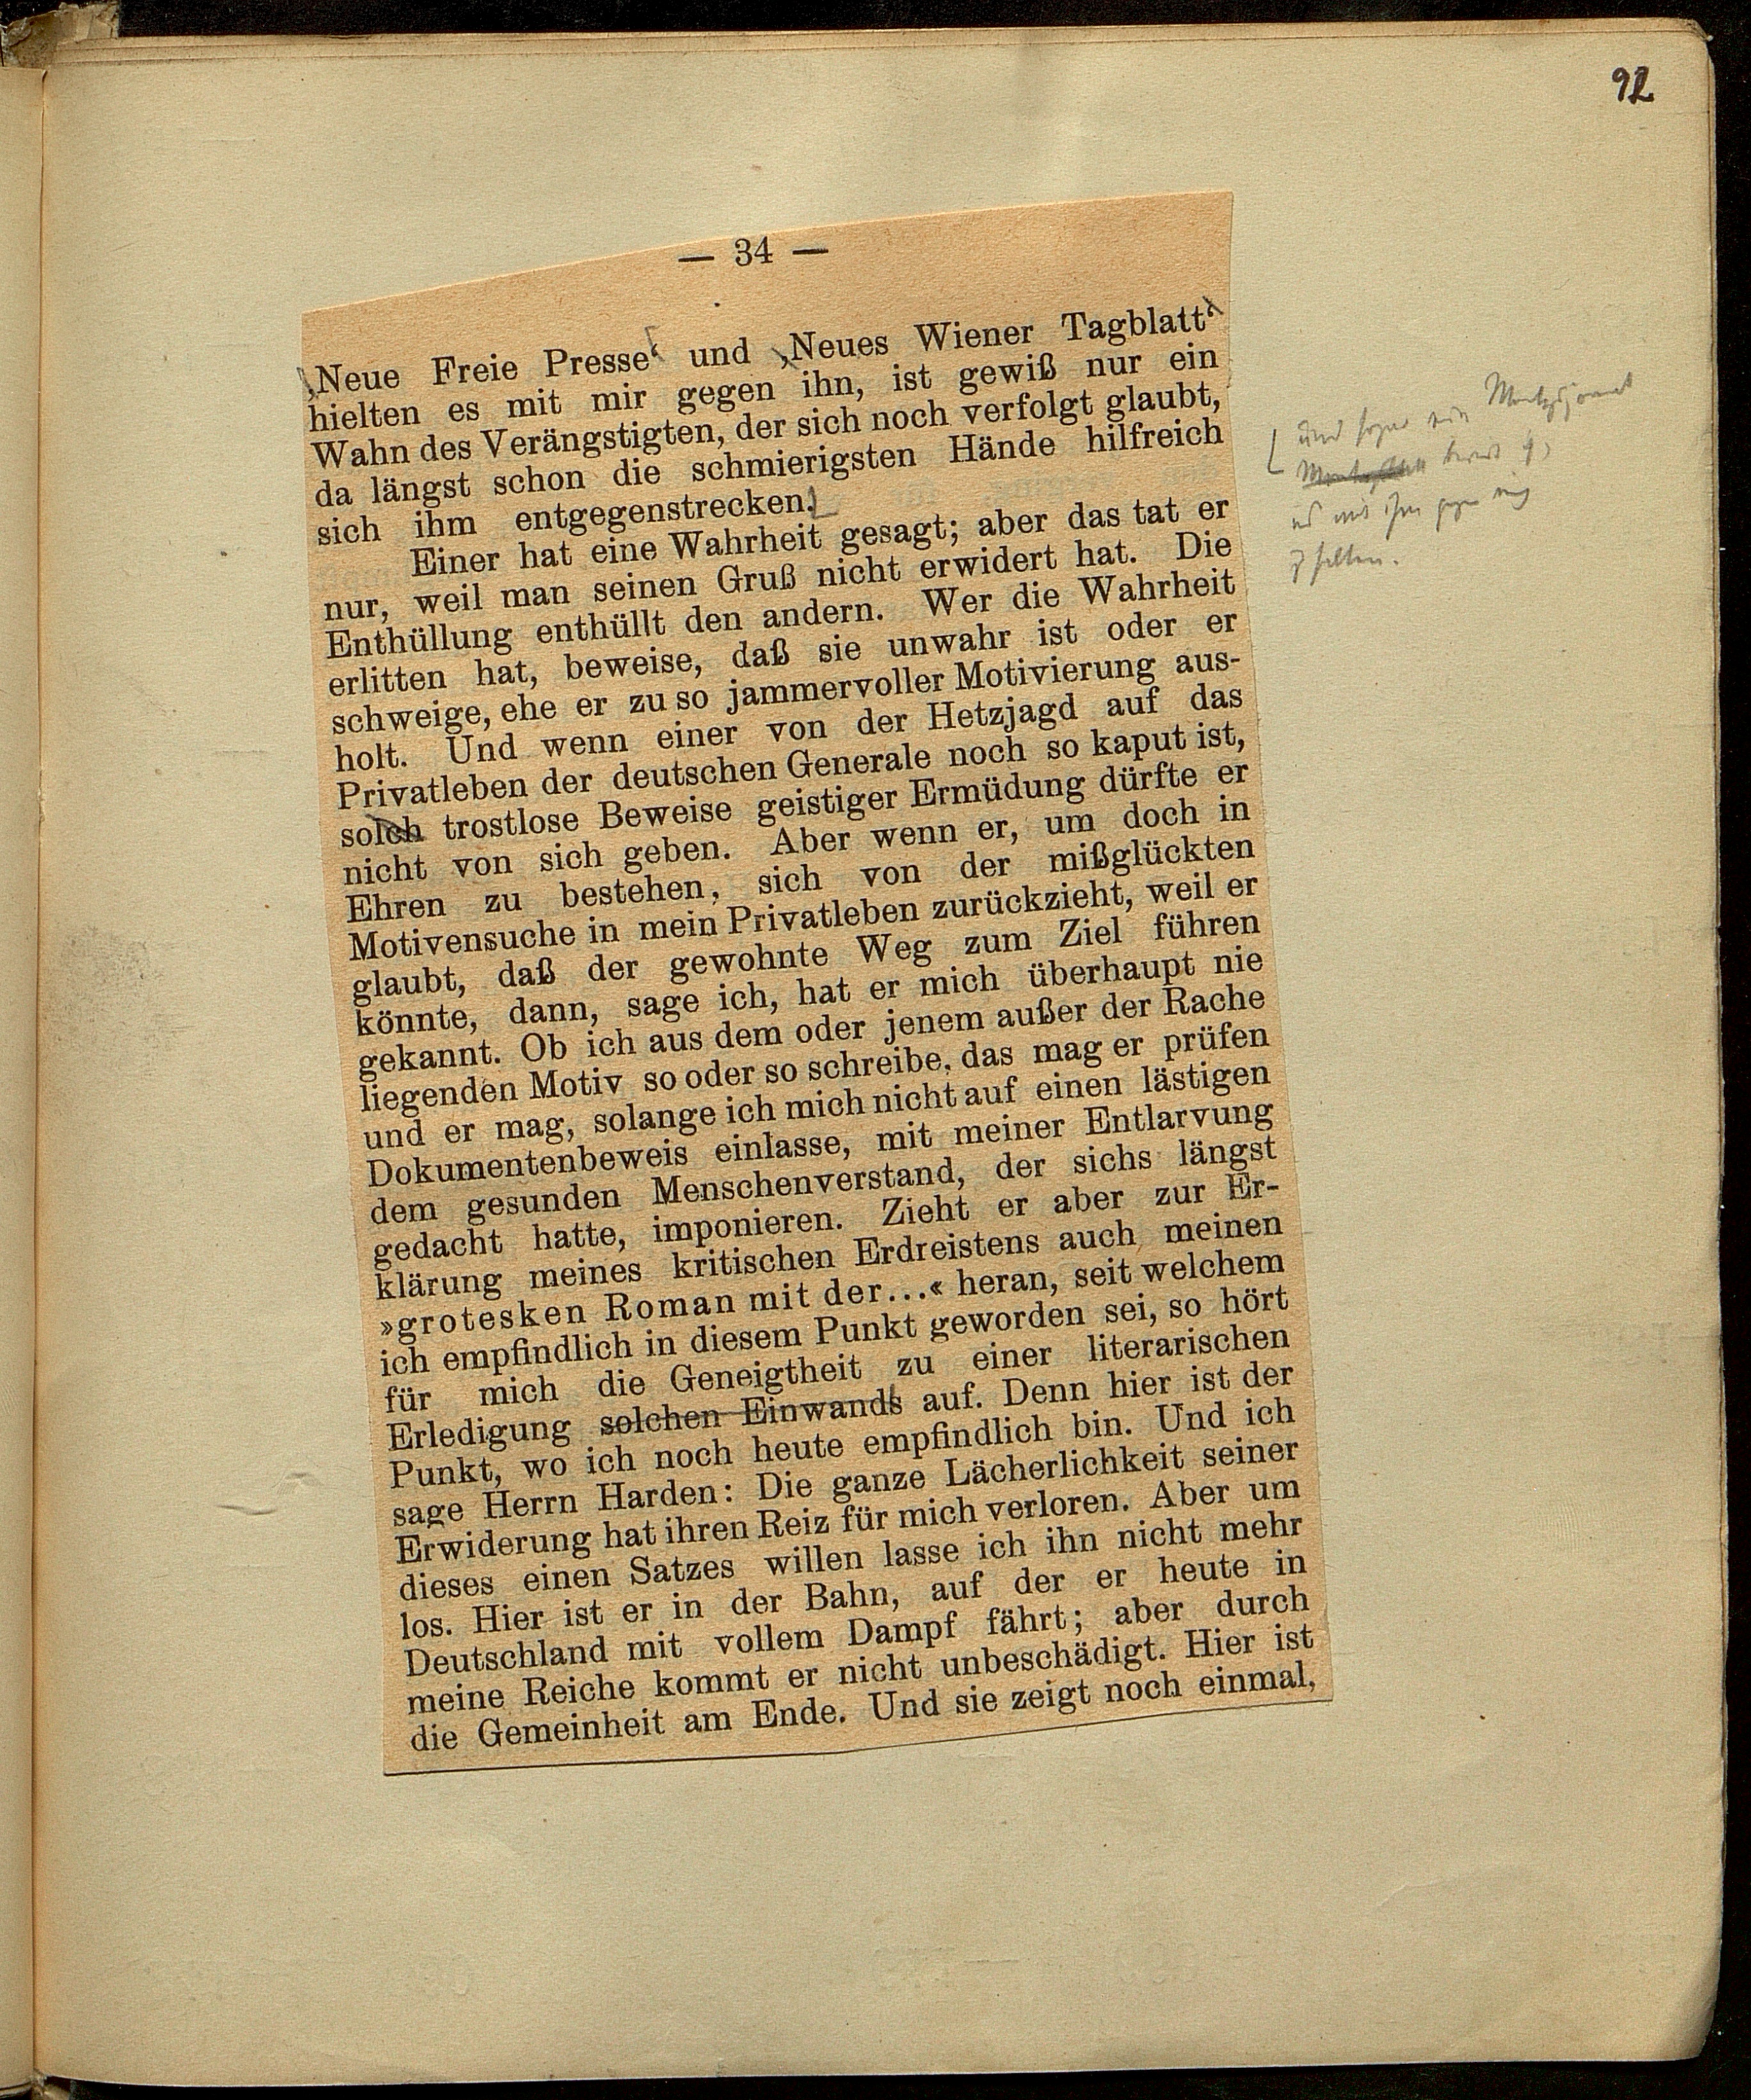 92
— 34 —
‚Neue Freie Presse‘ und ‚Neues Wiener Tagblatt‘
hielten es mit mir gegen ihn, ist gewiß nur ein
Wahn des Verängstigten, der sich noch verfolgt glaubt,
da längst schon die schmierigsten Hände hilfreich
sich ihm entgegenstrecken.
Einer hat eine Wahrheit gesagt; aber das tat er
nur, weil man seinen Gruß nicht erwidert hat. Die
Enthüllung enthüllt den andern. Wer die Wahrheit
erlitten hat, beweise, daß sie unwahr ist oder er
schweige, ehe er zu so jammervoller Motivierung aus-
holt. Und wenn einer von der Hetzjagd auf das
Privatleben der deutschen Generale noch so kaput ist,
solch trostlose Beweise geistiger Ermüdung dürfte er
nicht von sich geben. Aber wenn er, um doch in
Ehren zu bestehen, sich von der mißglückten
Motivensuche in mein Privatleben zurückzieht, weil er
glaubt, daß der gewohnte Weg zum Ziel führen
könnte, dann, sage ich, hat er mich überhaupt nie
gekannt. Ob ich aus dem oder jenem außer der Rache
liegenden Motiv so oder so schreibe, das mag er prüfen
und er mag, solange ich mich nicht auf einen lästigen
Dokumentenbeweis einlasse, mit meiner Entlarvung
dem gesunden Menschenverstand, der sichs längst
gedacht hatte, imponieren. Zieht er aber zur Er-
klärung meines kritischen Erdreistens auch meinen
»grotesken Roman mit der...« heran, seit welchem
ich empfindlich in diesem Punkt geworden sei, so hört
für mich die Geneigtheit zu einer literarischen
Erledigung solchen Einwands auf. Denn hier ist der
Punkt, wo ich noch heute empfindlich bin. Und ich
sage Herrn Harden: Die ganze Lächerlichkeit seiner
Erwiderung hat ihren Reiz für mich verloren. Aber um
dieses einen Satzes willen lasse ich ihn nicht mehr
los. Hier ist er in der Bahn, auf der er heute in
Deutschland mit vollem Dampf fährt; aber durch
meine Reiche kommt er nicht unbeschädigt. Hier ist
die Gemeinheit am Ende. Und sie zeigt noch einmal,
und sogar ein
mit ihm gegen mich